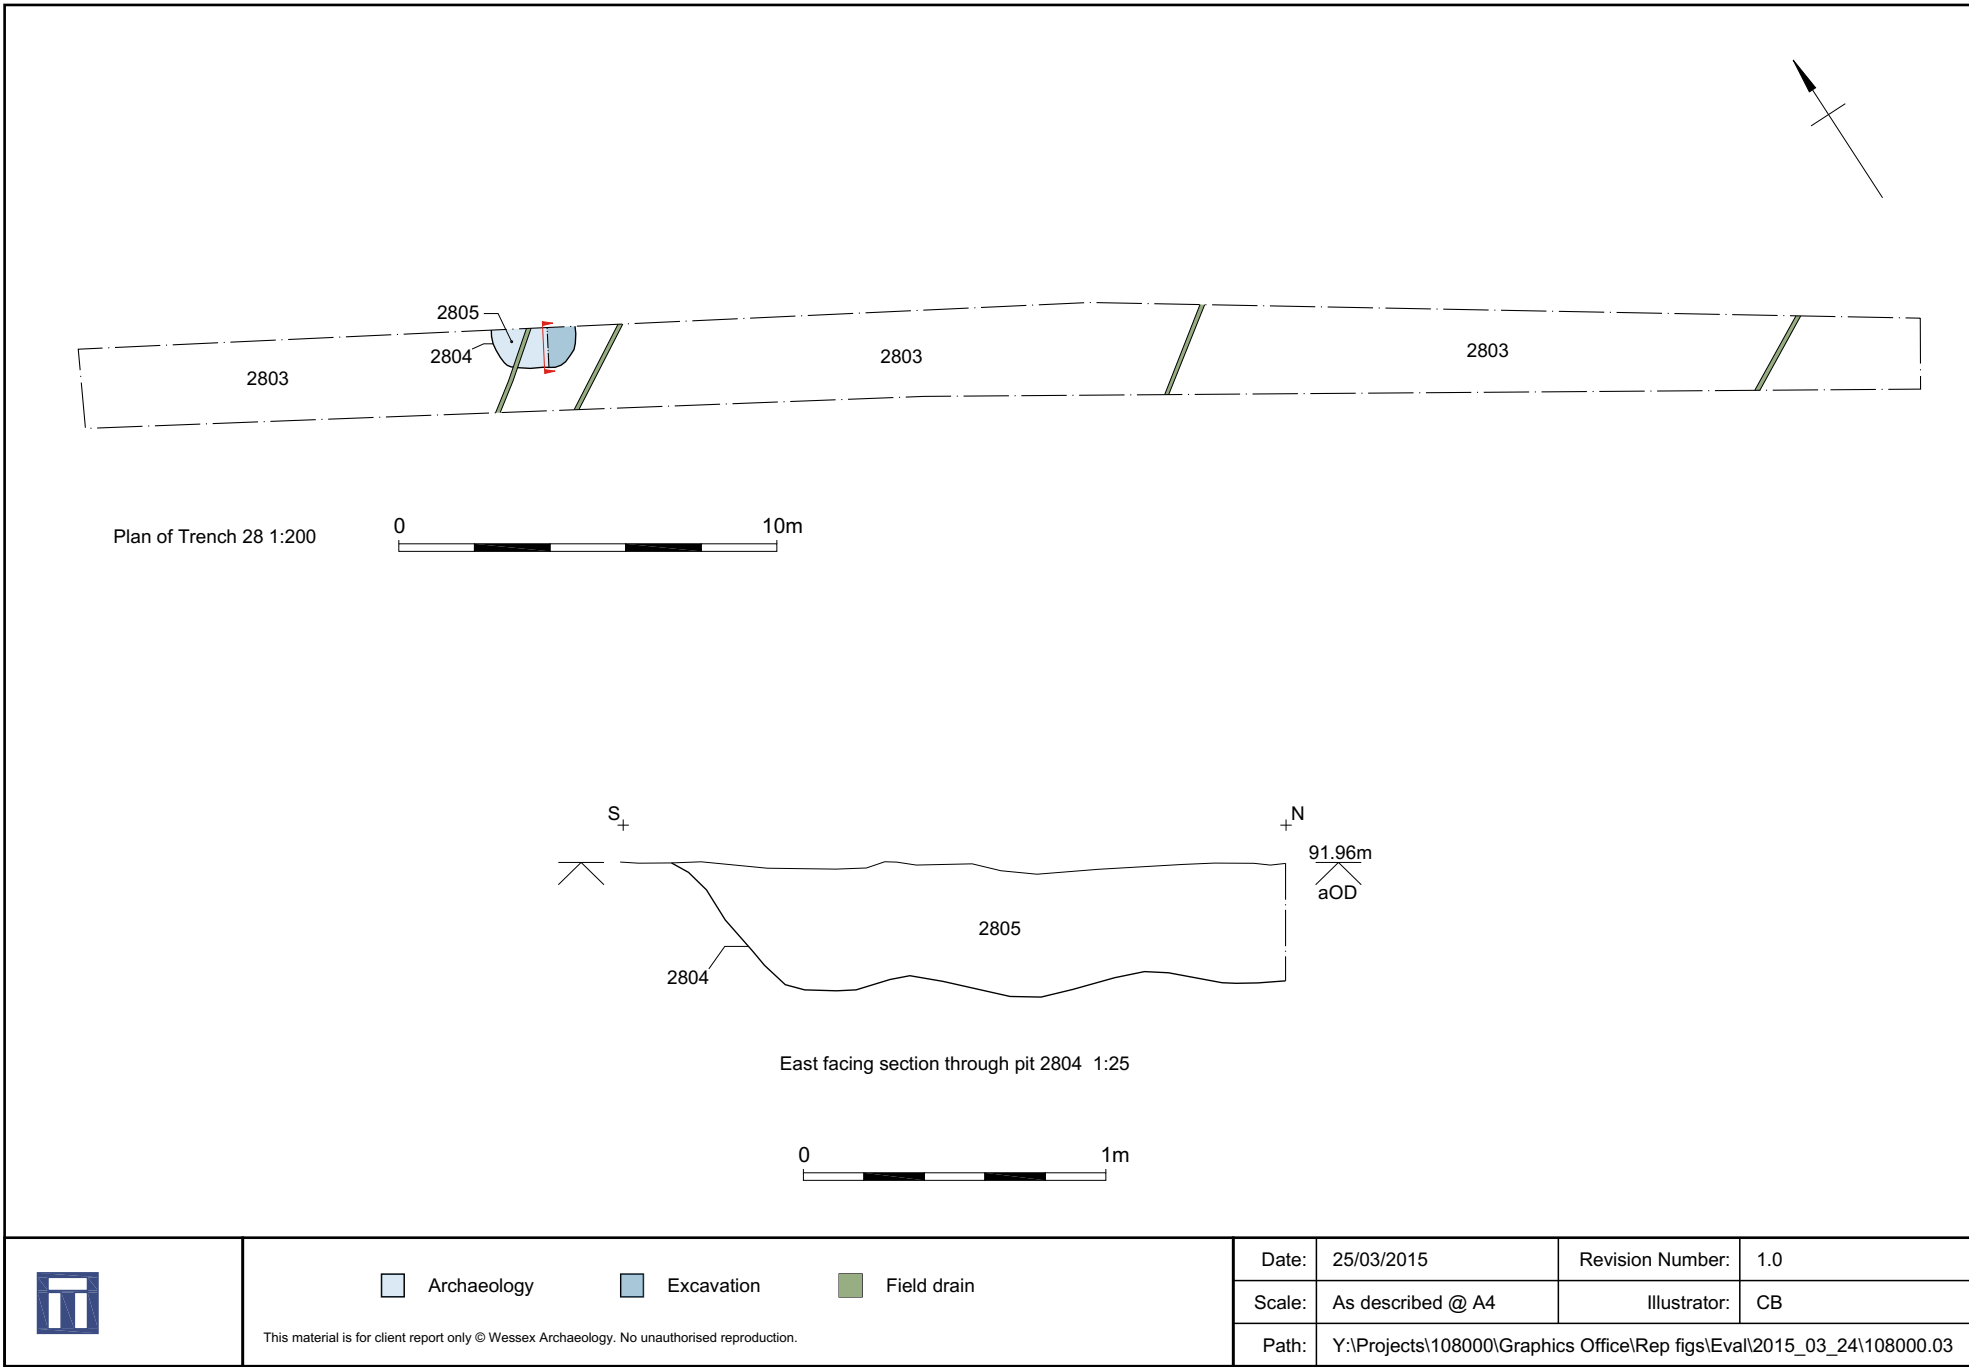 2805
2804
2803
2803
2803
Plan of Trench 28 1:200
0 10m
S N
91.96m
aOD
2805
2804
East facing section through pit 2804 1:25
0 1m
Archaeology Excavation Field drain
This material is for client report only © Wessex Archaeology. No unauthorised reproduction.
Date: 25/03/2015 Revision Number: 1.0
Scale: As described @ A4 Illustrator: CB
Path: Y:\Projects\108000\Graphics Office\Rep figs\Eval\2015_03_24\108000.03